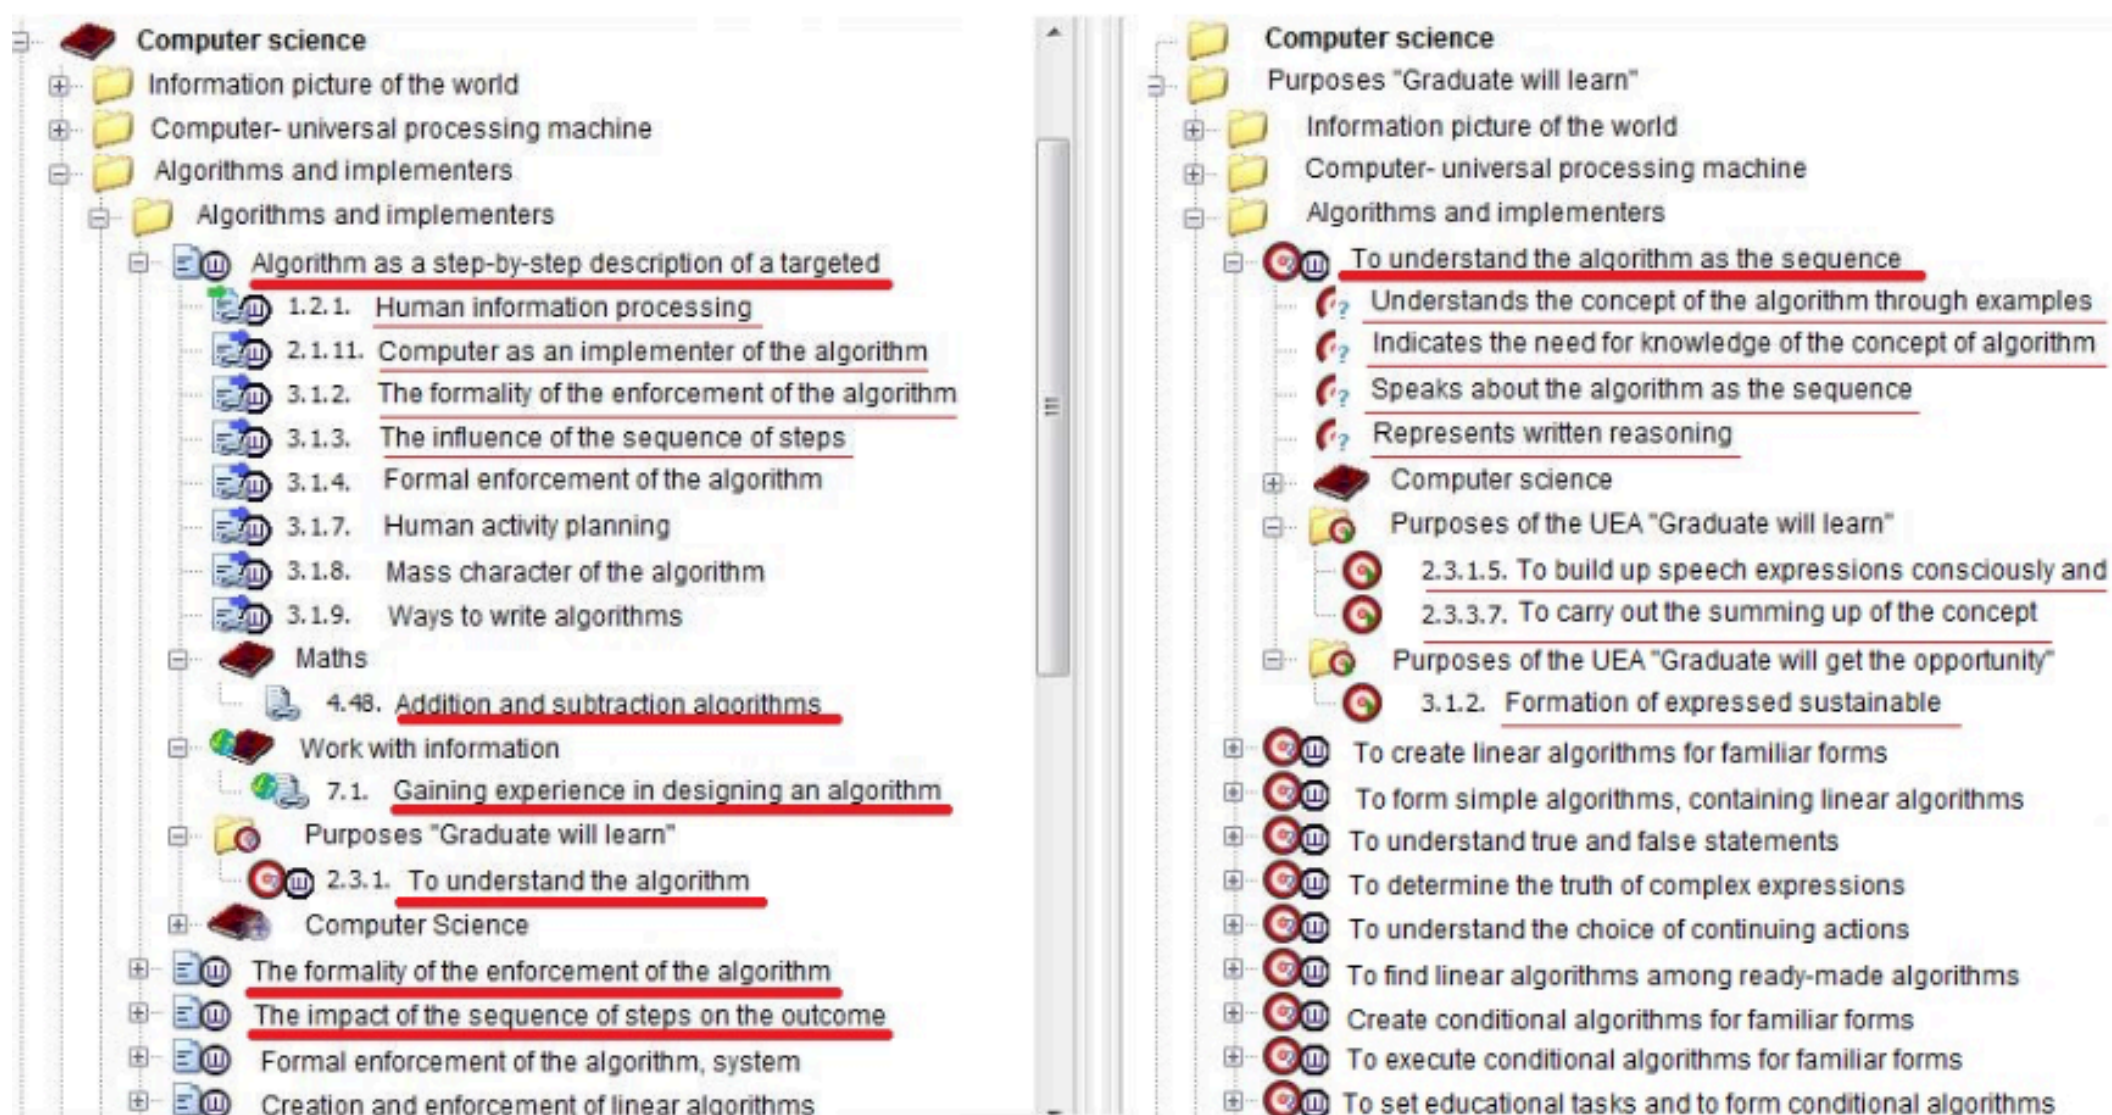 Computer science
Information picture of the world
Computer- universal processing machine
Algorithms and implementers
Algorithms and implementers
Algorithm as a step-by-step description of a targeted
1.2.1. Human information processing
2.1.11. Computer as an implementer of the algorithm
3.1.2. The formality of the enforcement of the algorithm
3.1.3. The influence of the sequence of steps
3.1.4. Formal enforcement of the algorithm
3.1.7. Human activity planning
3.1.8. Mass character of the algorithm
3.1.9. Ways to write algorithms
Maths
4.48. Addition and subtraction algorithms
Work with information
7.1. Gaining experience in designing an algorithm
Purposes "Graduate will learn"
2.3.1. To understand the algorithm
Computer Science
The formality of the enforcement of the algorithm
The impact of the sequence of steps on the outcome
Formal enforcement of the algorithm, system
Creation and enforcement of linear algorithms
Computer science
Purposes "Graduate will learn"
Information picture of the world
Computer- universal processing machine
Algorithms and implementers
To understand the algorithm as the sequence
Understands the concept of the algorithm through examples
Indicates the need for knowledge of the concept of algorithm
Speaks about the algorithm as the sequence
Represents written reasoning
Computer science
Purposes of the UEA "Graduate will learn"
2.3.1.5. To build up speech expressions consciously and
2.3.3.7. To carry out the summing up of the concept
Purposes of the UEA "Graduate will get the opportunity"
3.1.2. Formation of expressed sustainable
To create linear algorithms for familiar forms
To form simple algorithms, containing linear algorithms
To understand true and false statements
To determine the truth of complex expressions
To understand the choice of continuing actions
To find linear algorithms among ready-made algorithms
Create conditional algorithms for familiar forms
To execute conditional algorithms for familiar forms
To set educational tasks and to form conditional algorithms